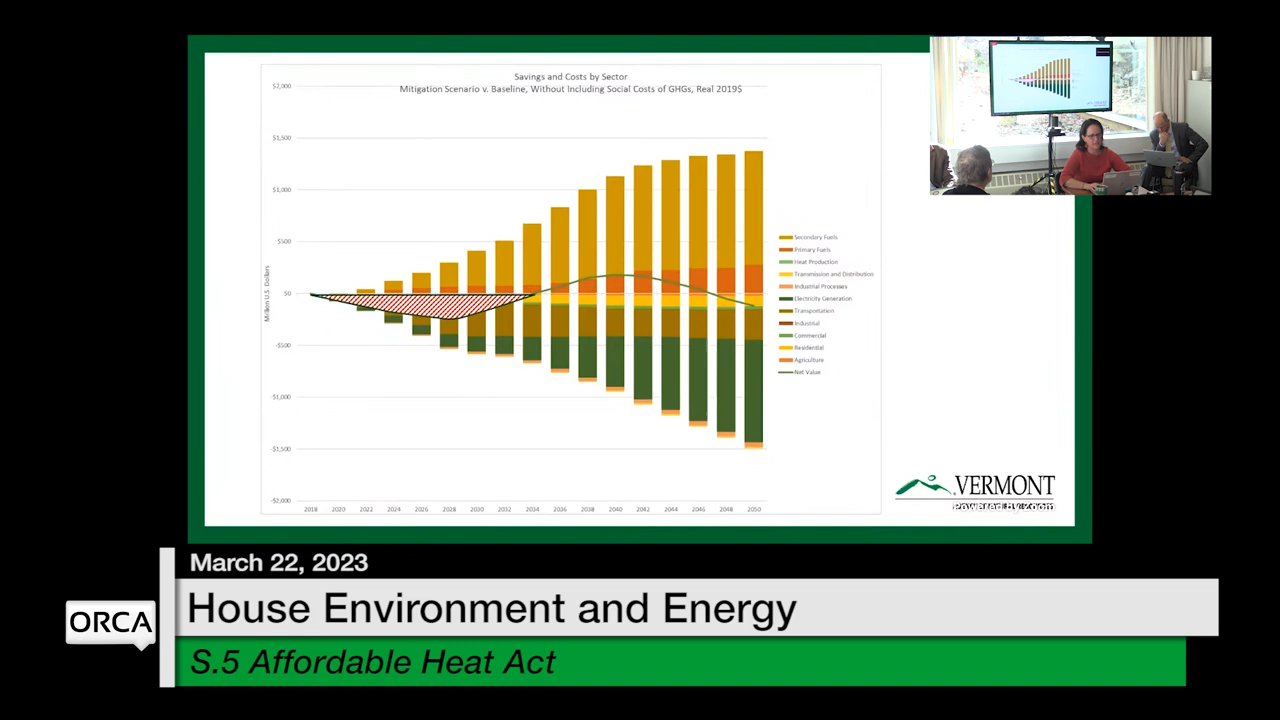 Savings and Costs by Sector
Mitigation Scenario v. Baseline, Without Including Social Costs of GHGs, Real 2019$
$2,000
$1,500
$1,000
$500
$0
-$500
-$1,000
-$1,500
-$2,000
Million U.S. Dollars
2018 2020 2022 2024 2026 2028 2030 2032 2034 2036 2038 2040 2042 2044 2046 2048 2050
Secondary Fuels
Primary Fuels
Heat Production
Transmission and Distribution
Industrial Processes
Electricity Generation
Transportation
Industrial
Commercial
Residential
Agriculture
Net Value
VERMONT
powered by zoom
March 22, 2023
ORCA
House Environment and Energy
S.5 Affordable Heat Act